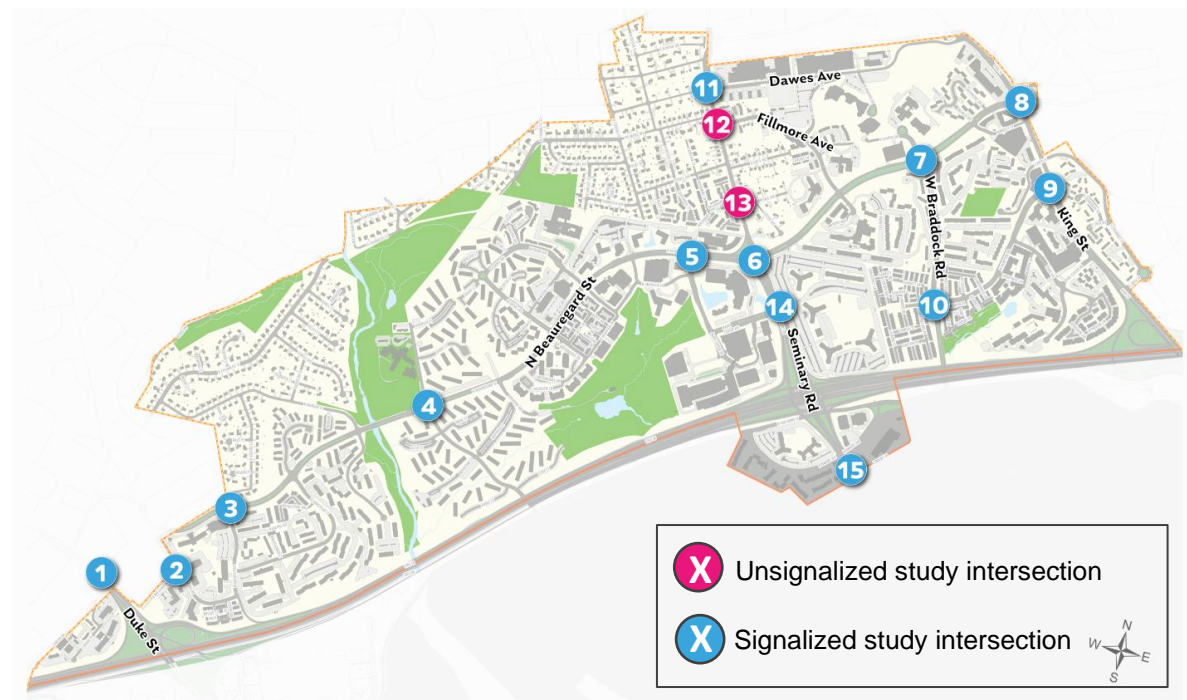 8
11
Dawes Ave
12
Fillmore Ave
7
9
W Braddock Rd
King St
13
5
6
10
14
N Beauregard St
Seminary Rd
4
15
3
1
2
Duke St
X Unsignalized study intersection
X Signalized study intersection
N
W
E
S